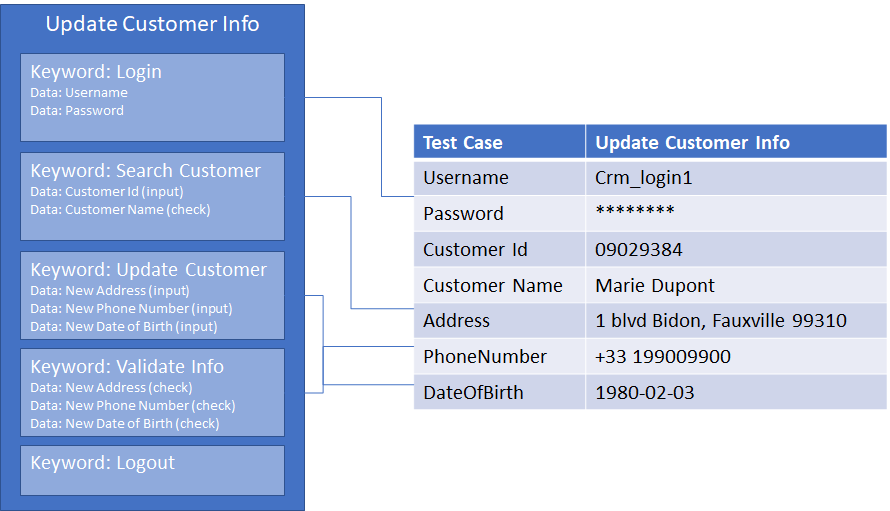 Update Customer Info
Keyword: Login
Data: Username
Data: Password
Keyword: Search Customer
Data: Customer Id (input)
Data: Customer Name (check)
Keyword: Update Customer
Data: New Address (input)
Data: New Phone Number (input)
Data: New Date of Birth (input)
Keyword: Validate Info
Data: New Address (check)
Data: New Phone Number (check)
Data: New Date of Birth (check)
Keyword: Logout
Test Case Update Customer Info
Username Crm_login1
Password ********
Customer Id 09029384
Customer Name Marie Dupont
Address 1 blvd Bidon, Fauxville 99310
PhoneNumber +33 199009900
DateOfBirth 1980-02-03